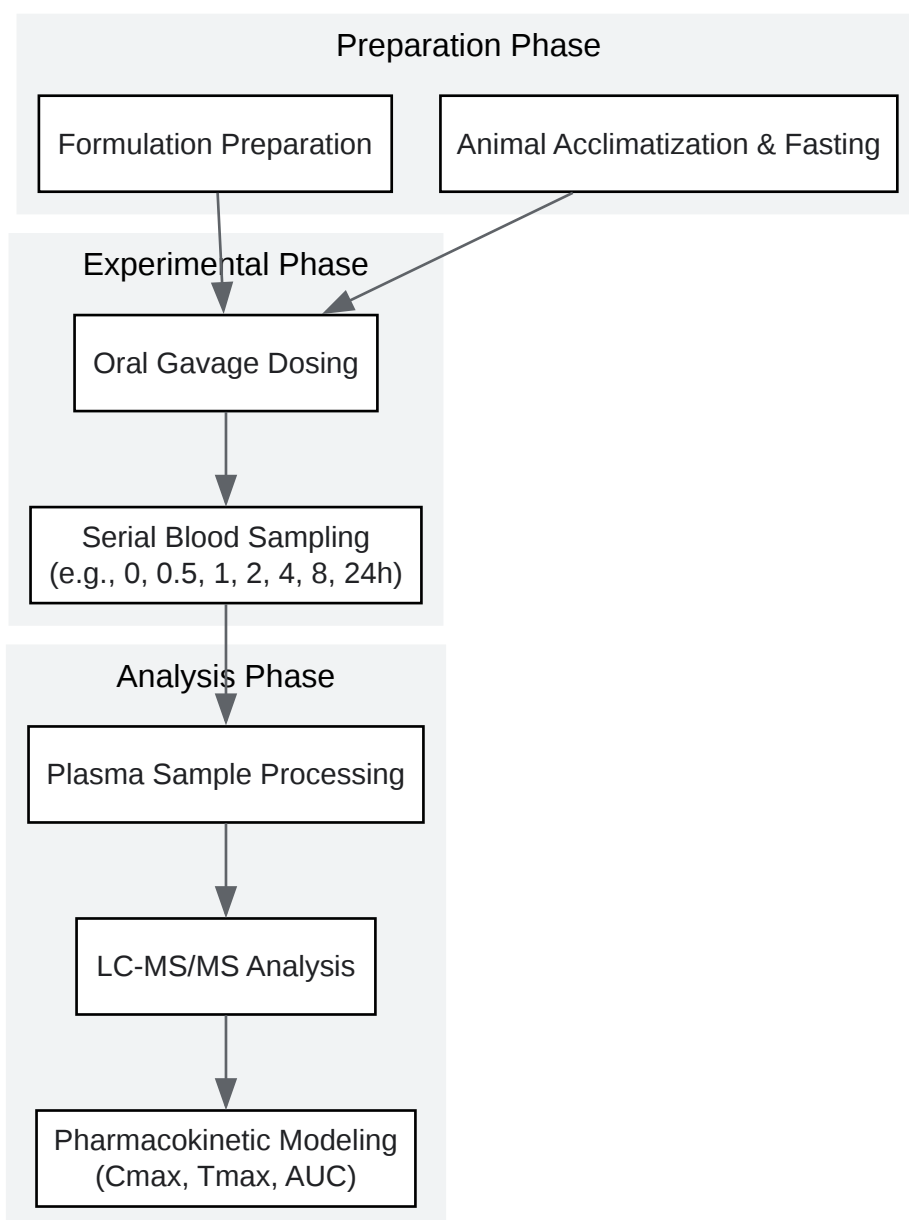 Preparation Phase
Formulation Preparation
Animal Acclimatization & Fasting
Experimental Phase
Oral Gavage Dosing
Serial Blood Sampling
(e.g., 0, 0.5, 1, 2, 4, 8, 24h)
Analysis Phase
Plasma Sample Processing
LC-MS/MS Analysis
Pharmacokinetic Modeling
(Cmax, Tmax, AUC)